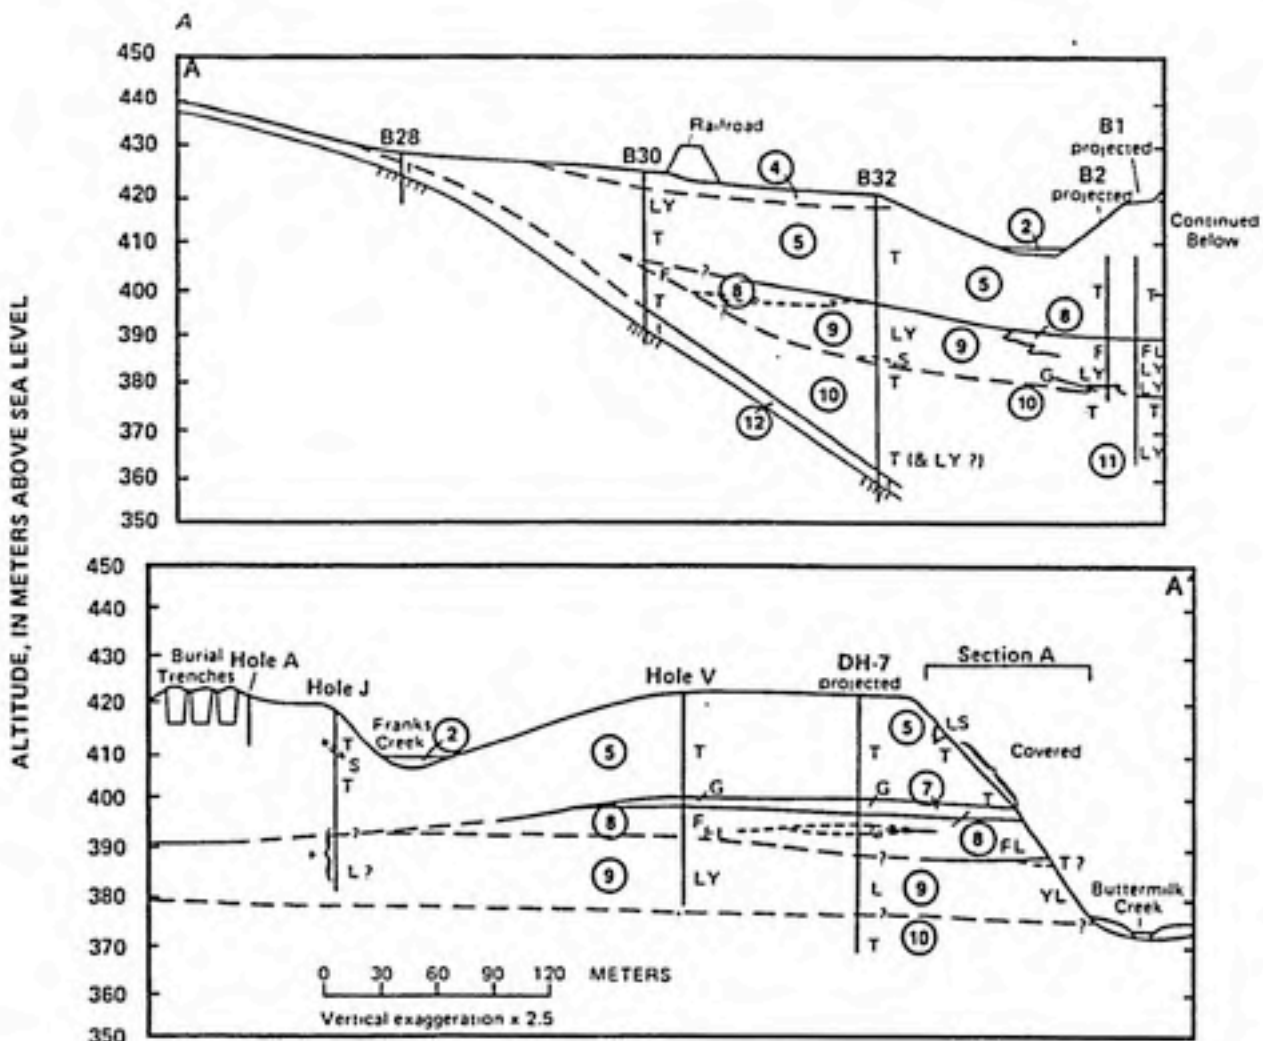 A
450
A
440
430
420
410
400
390
380
370
360
350
B28
B30
Railroad
4
B32
B1
projected
B2
projected
Continued
Below
2
LY
T
5
T
5
F
?
8
T
T
T
8
9
LY
9
F
FL
S
G
LY
LY
LY
T
10
T
10
T
T
12
T (& LY ?)
11
LY
ALTITUDE, IN METERS ABOVE SEA LEVEL
450
A'
440
430
420
410
400
390
380
370
360
350
Burial
Trenches
Hole A
Hole J
Franks
Creek
2
Hole V
DH-7
projected
Section A
T
S
T
5
T
T
5
LS
T
Covered
G
G
7
T
?
8
F
8
FL
L ?
9
LY
?
L
9
T ?
YL
Buttermilk
Creek
?
?
T
10
0 30 60 90 120 METERS
Vertical exaggeration x 2.5